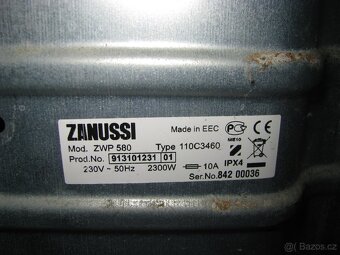 ZANUSSI
Made in EEC
Mod. ZWP 580 Type 110C3460
Prod.No. 913101231 01
230V ~ 50Hz 2300W 10A IPX4
Ser.No. 842 00036
bazos.cz